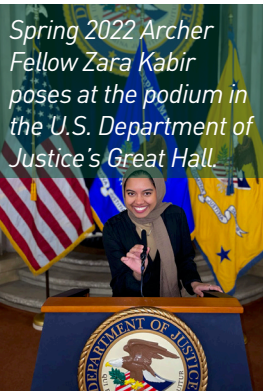 Spring 2022 Archer
Fellow Zara Kabir
poses at the podium in
the U.S. Department of
Justice's Great Hall.
DEPARTMENT OF JUSTICE